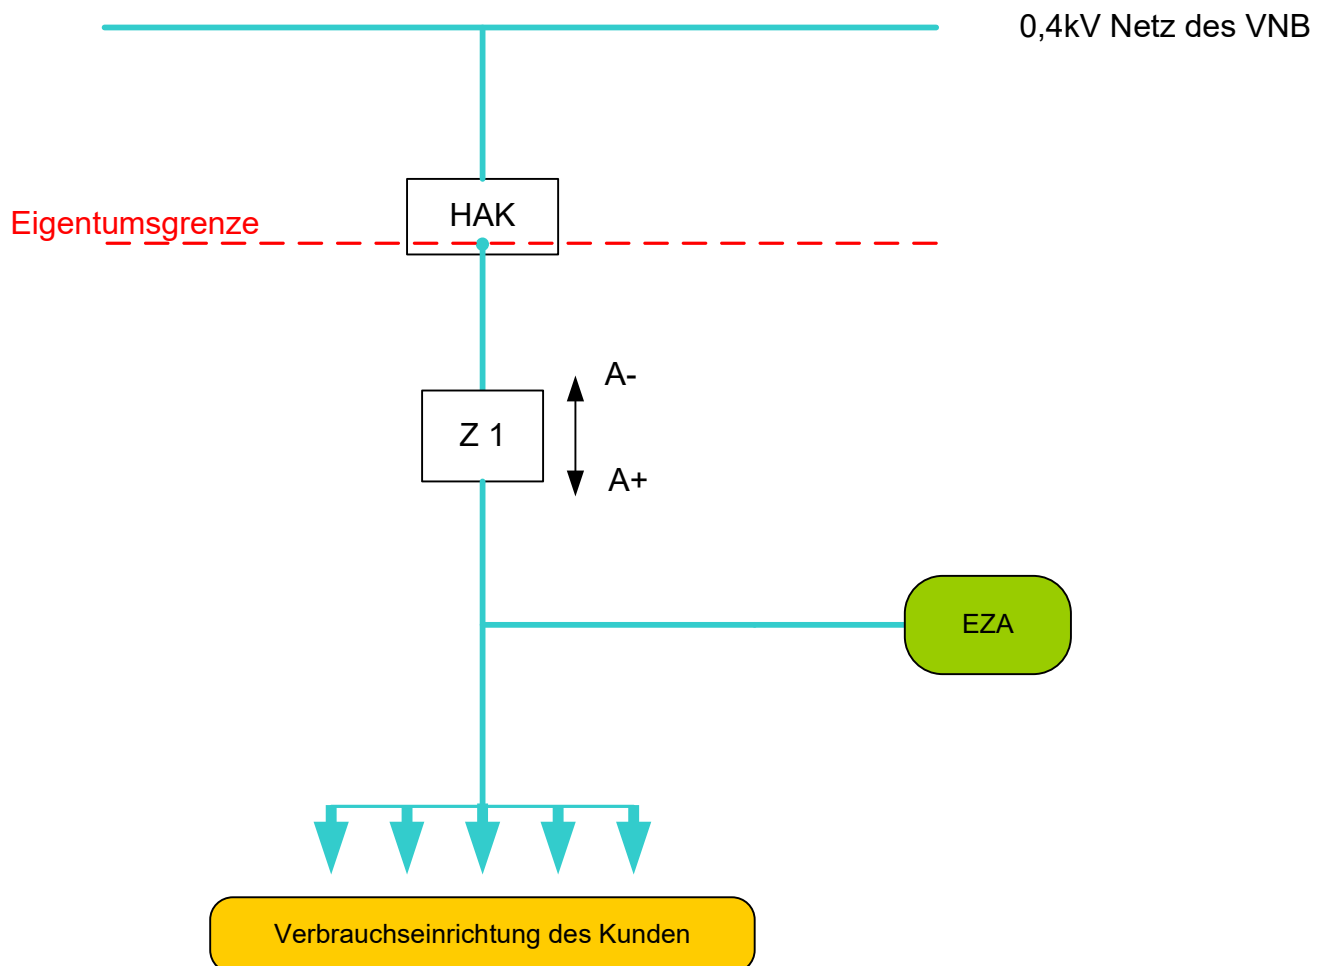 0,4kV Netz des VNB
HAK
Eigentumsgrenze
A-
Z 1
A+
EZA
Verbrauchseinrichtung des Kunden